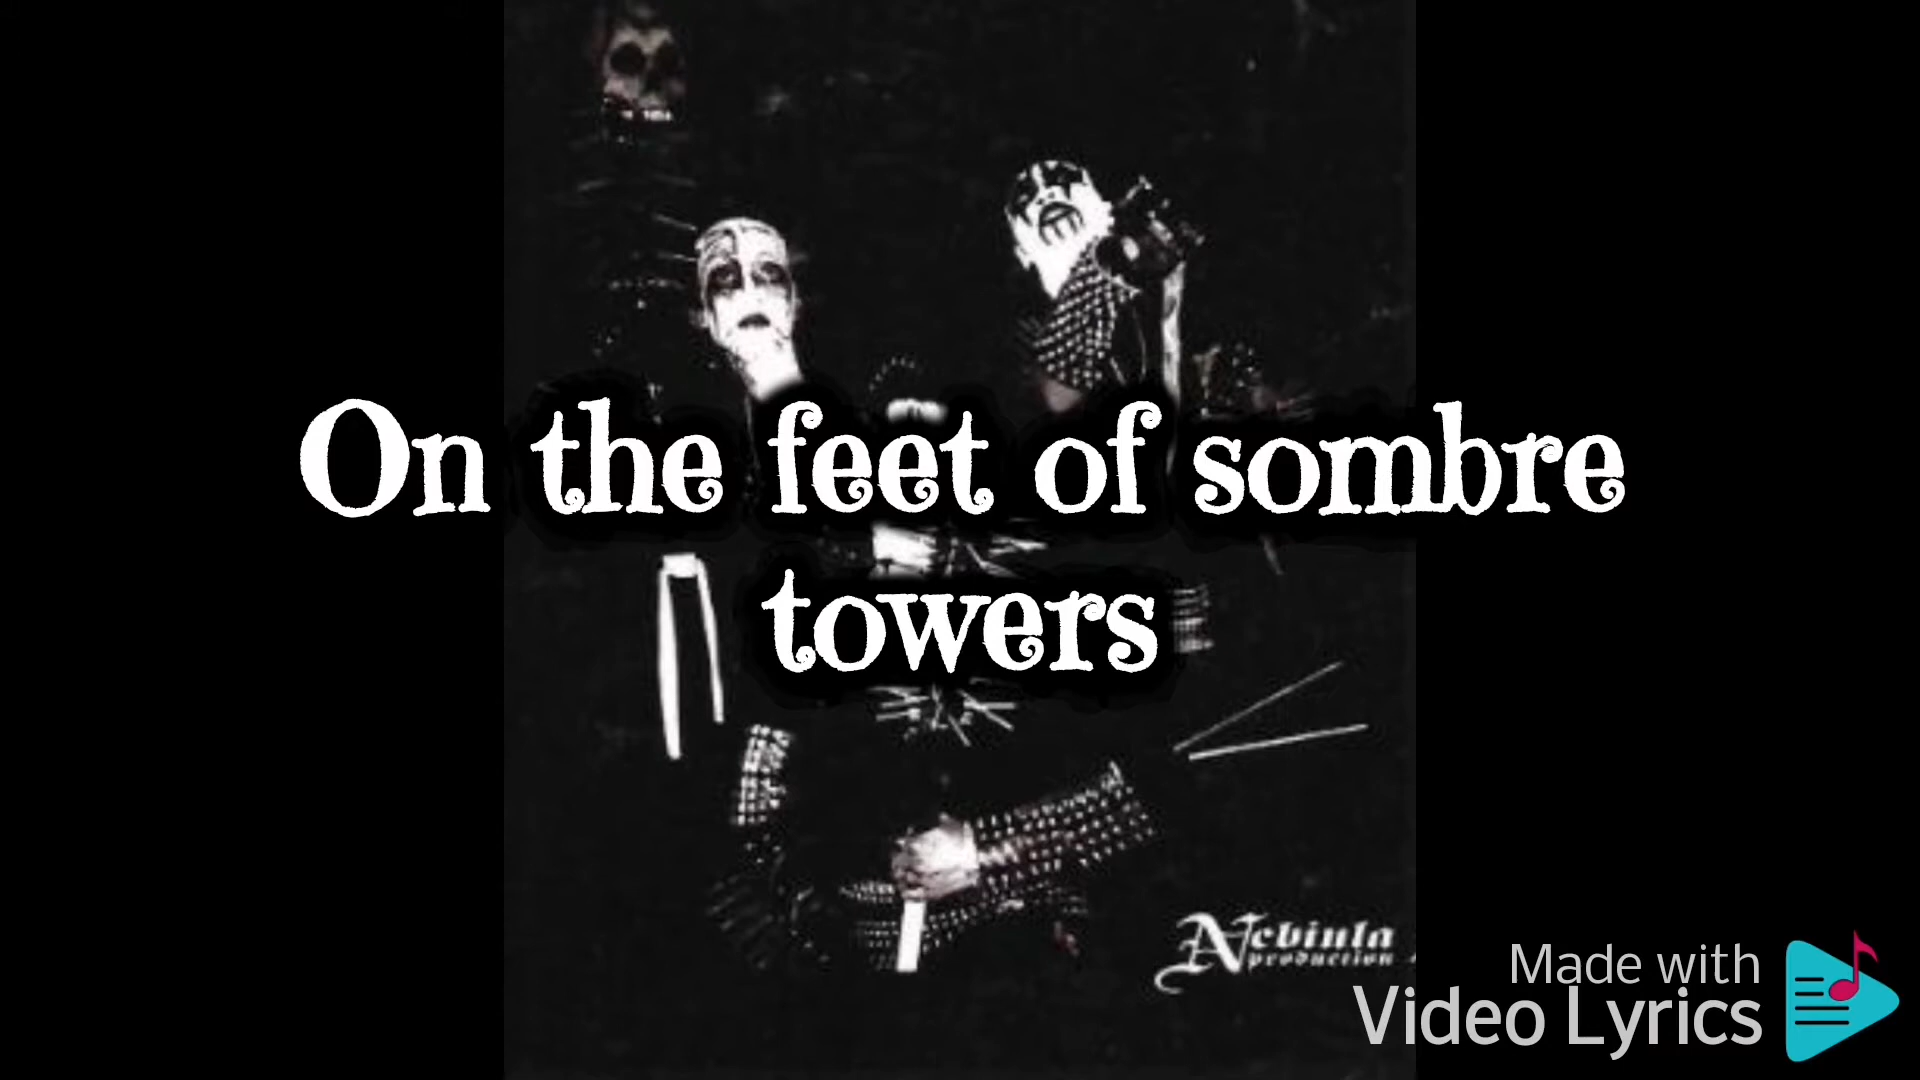 On the feet of sombre
towers
Nebiula
production
Made with
Video Lyrics